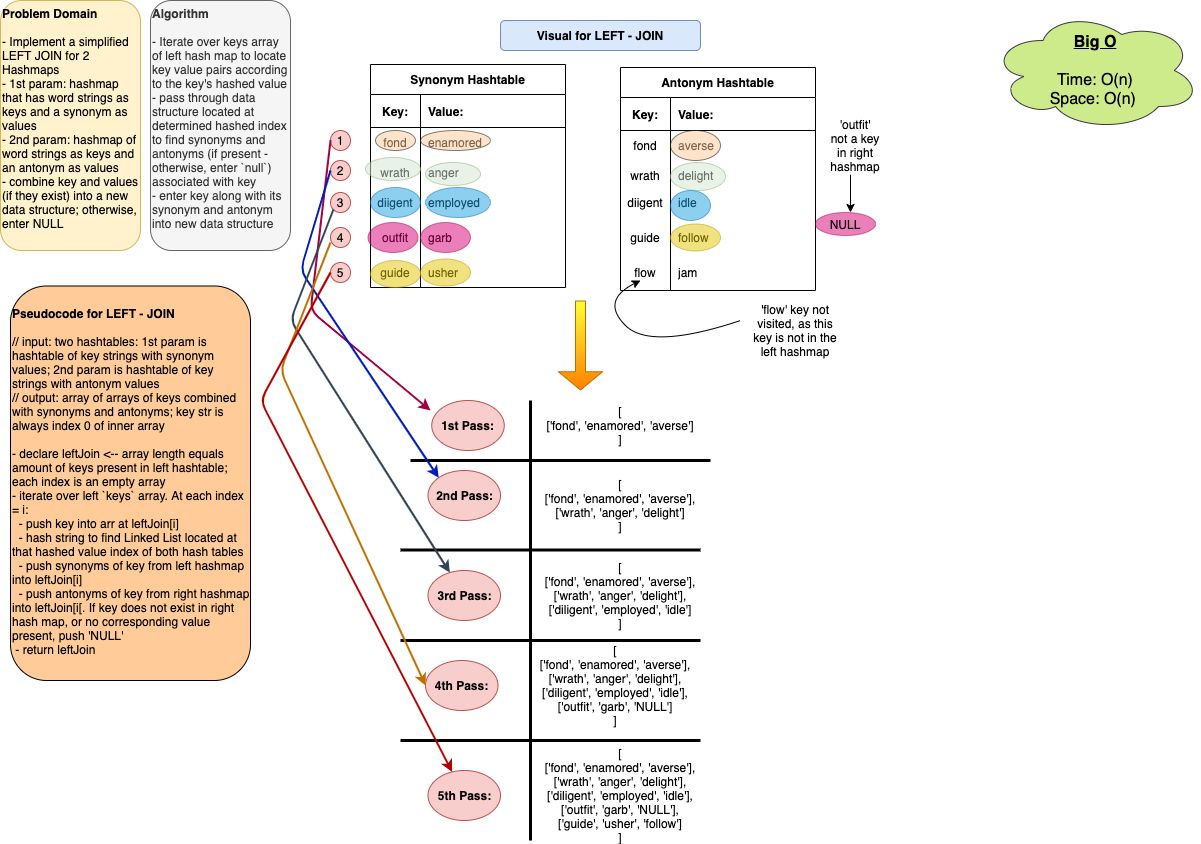 Problem Domain
- Implement a simplified
LEFT JOIN for 2
Hashmaps
- 1st param: hashmap
that has word strings as
keys and a synonym as
values
- 2nd param: hashmap of
word strings as keys and
an antonym as values
- combine key and values
(if they exist) into a new
data structure; otherwise,
enter NULL
Algorithm
- Iterate over keys array
of left hash map to locate
key value pairs according
to the key's hashed value
- pass through data
structure located at
determined hashed index
to find synonyms and
antonyms (if present -
otherwise, enter `null`)
associated with key
- enter key along with its
synonym and antonym
into new data structure
Visual for LEFT - JOIN
Big O
Time: O(n)
Space: O(n)
Synonym Hashtable
Key: Value:
1 fond enamored
2 wrath anger
3 diigent employed
4 outfit garb
5 guide usher
Antonym Hashtable
Key: Value:
fond averse
wrath delight
diigent idle
guide follow
flow jam
'outfit'
not a key
in right
hashmap
NULL
'flow' key not
visited, as this
key is not in the
left hashmap
Pseudocode for LEFT - JOIN
// input: two hashtables: 1st param is
hashtable of key strings with synonym
values; 2nd param is hashtable of key
strings with antonym values
// output: array of arrays of keys combined
with synonyms and antonyms; key str is
always index 0 of inner array
- declare leftJoin <-- array length equals
amount of keys present in left hashtable;
each index is an empty array
- iterate over left `keys` array. At each index
= i:
- push key into arr at leftJoin[i]
- hash string to find Linked List located at
that hashed value index of both hash tables
- push synonyms of key from left hashmap
into leftJoin[i]
- push antonyms of key from right hashmap
into leftJoin[i[. If key does not exist in right
hash map, or no corresponding value
present, push 'NULL'
- return leftJoin
1st Pass:
[
['fond', 'enamored', 'averse']
]
2nd Pass:
[
['fond', 'enamored', 'averse'],
['wrath', 'anger', 'delight']
]
3rd Pass:
[
['fond', 'enamored', 'averse'],
['wrath', 'anger', 'delight'],
['diligent', 'employed', 'idle']
]
4th Pass:
[
['fond', 'enamored', 'averse'],
['wrath', 'anger', 'delight'],
['diligent', 'employed', 'idle'],
['outfit', 'garb', 'NULL']
]
5th Pass:
[
['fond', 'enamored', 'averse'],
['wrath', 'anger', 'delight'],
['diligent', 'employed', 'idle'],
['outfit', 'garb', 'NULL'],
['guide', 'usher', 'follow']
]